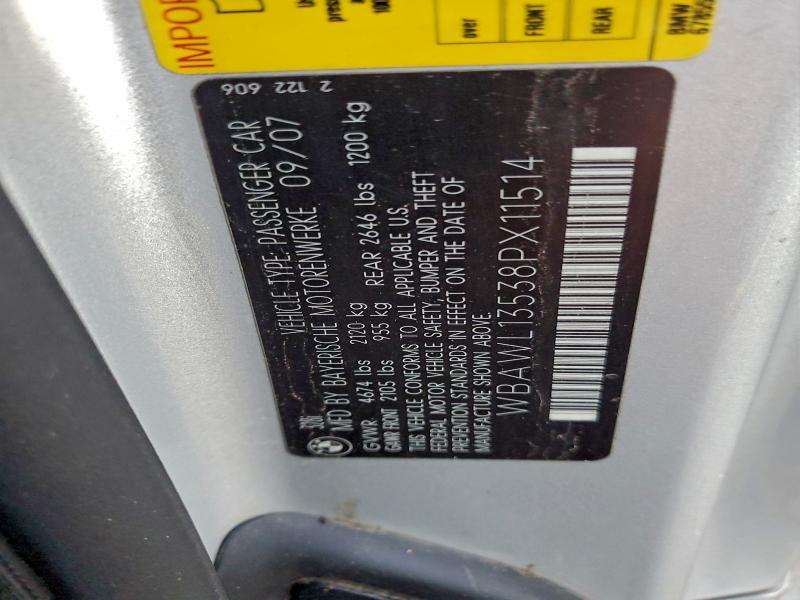 IMPOR
over
FRONT
REAR
BMW
2 122 606
VEHICLE TYPE: PASSENGER CAR
MFD BY BAYERISCHE MOTORENWERKE 09/07
GVWR 4674 lbs 2120 kg
GAWR FRONT 2105 lbs 955 kg REAR 2646 lbs 1200 kg
THIS VEHICLE CONFORMS TO ALL APPLICABLE U.S.
FEDERAL MOTOR VEHICLE SAFETY, BUMPER AND THEFT
PREVENTION STANDARDS IN EFFECT ON THE DATE OF
MANUFACTURE SHOWN ABOVE.
WBAWL13538PX11514